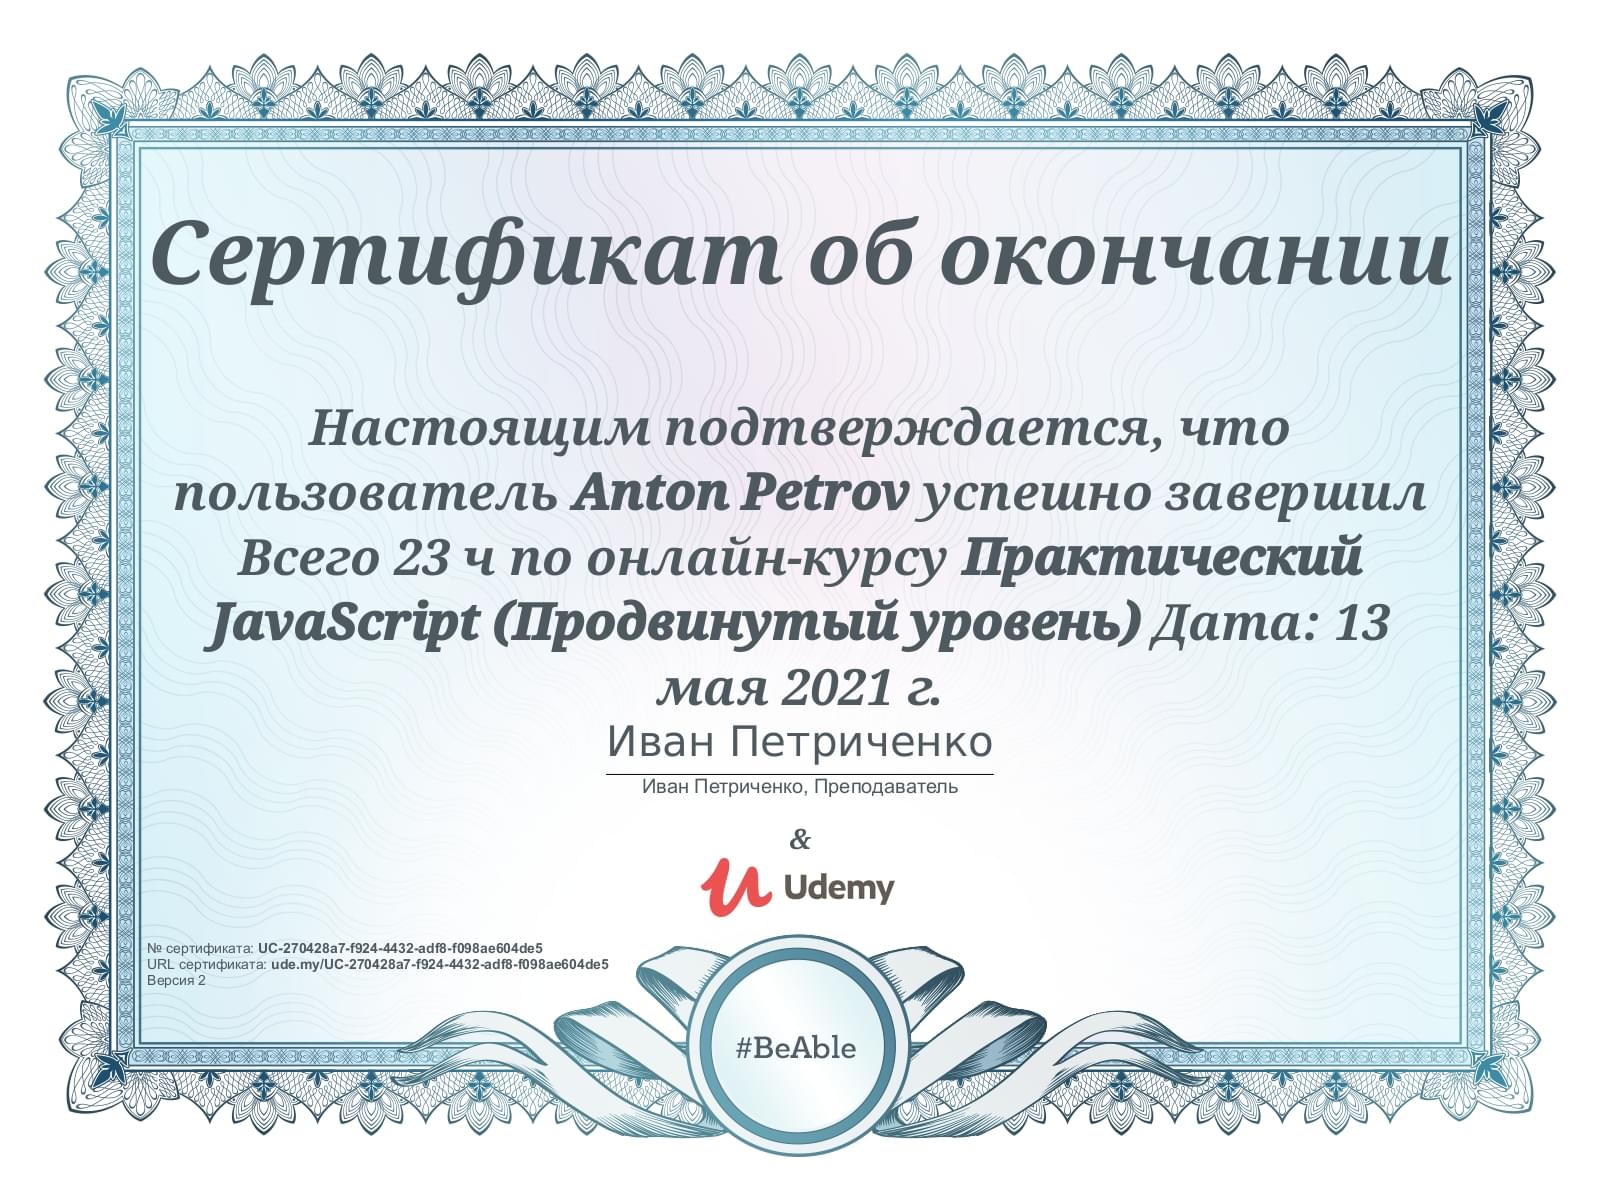 Сертификат об окончании
Настоящим подтверждается, что
пользователь Anton Petrov успешно завершил
Всего 23 ч по онлайн-курсу Практический
JavaScript (Продвинутый уровень) Дата: 13
мая 2021 г.
Иван Петриченко
Иван Петриченко, Преподаватель
&
Udemy
№ сертификата: UC-270428a7-f924-4432-adf8-f098ae604de5
URL сертификата: ude.my/UC-270428a7-f924-4432-adf8-f098ae604de5
Версия 2
#BeAble